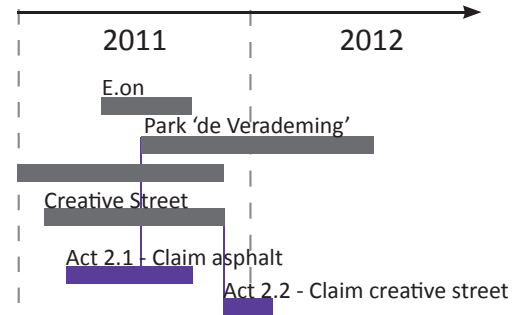 2011
2012
E.on
Park ‘de Verademing’
Creative Street
Act 2.1 - Claim asphalt
Act 2.2 - Claim creative street